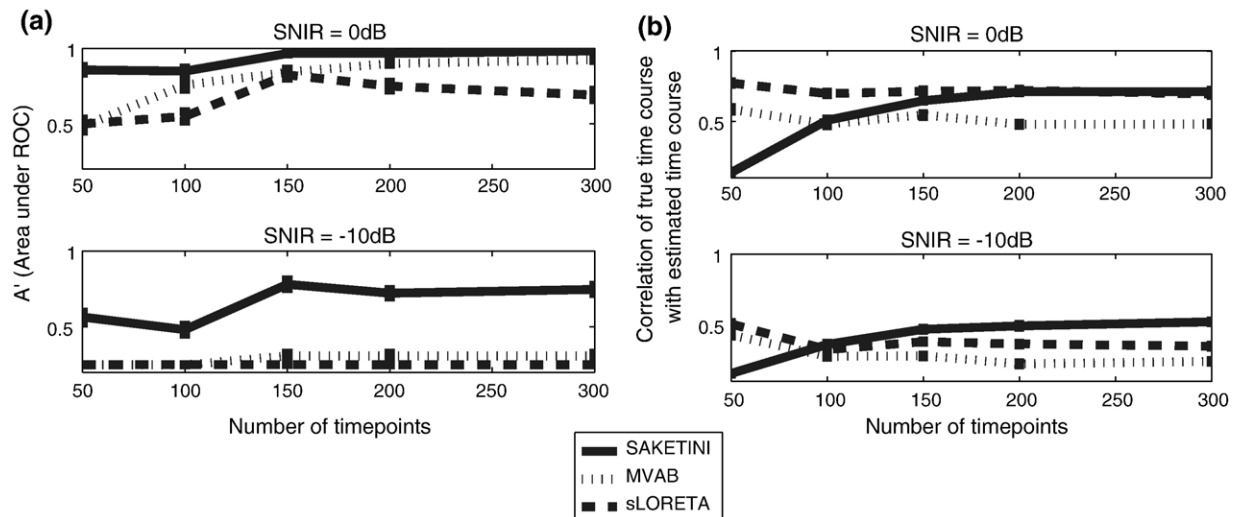 (a)
SNIR = 0dB
1
0.5
50 100 150 200 250 300
SNIR = -10dB
1
0.5
50 100 150 200 250 300
A' (Area under ROC)
Number of timepoints
(b)
SNIR = 0dB
1
0.5
50 100 150 200 250 300
SNIR = -10dB
1
0.5
50 100 150 200 250 300
Correlation of true time course
with estimated time course
Number of timepoints
SAKETINI
MVAB
sLORETA